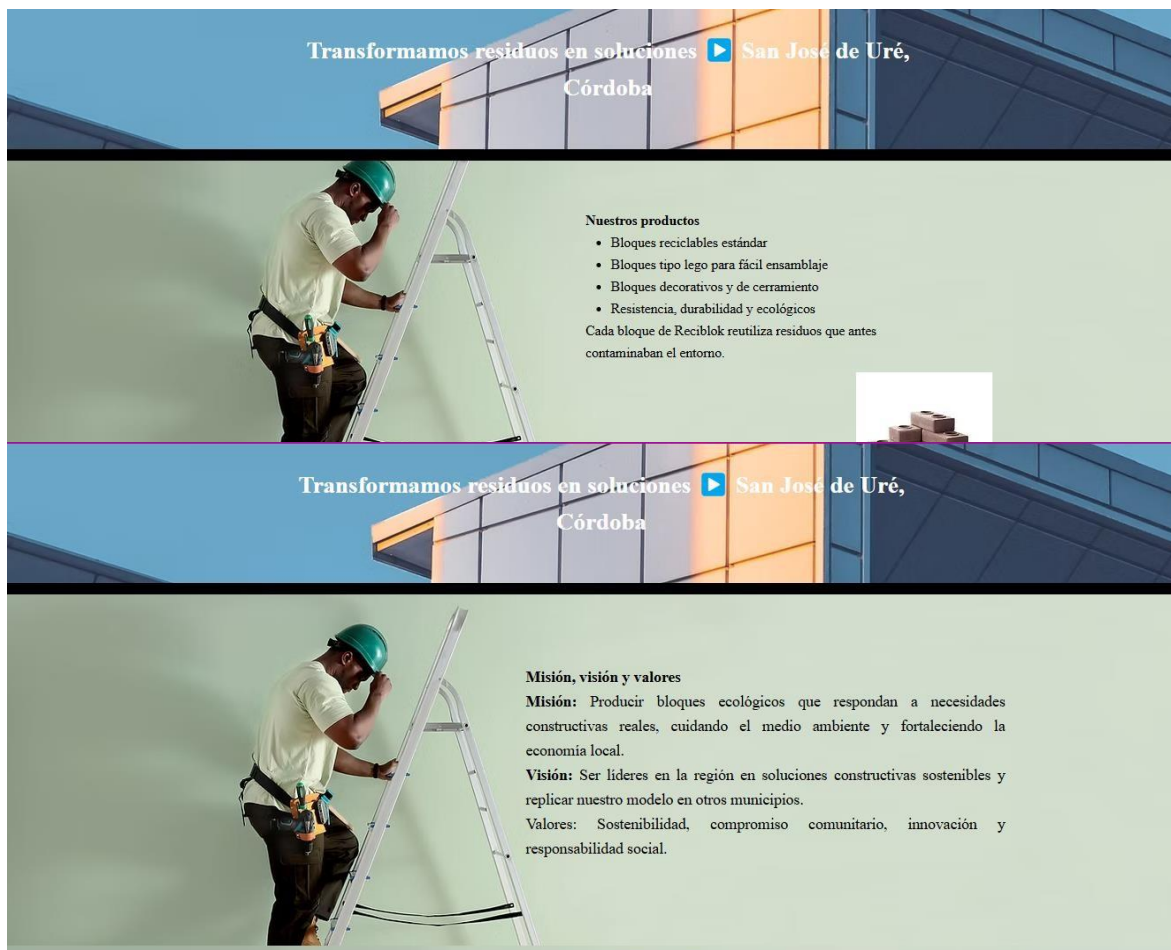 Transformamos residuos en soluciones ▶ San José de Uré,
Córdoba
Nuestros productos
• Bloques reciclables estándar
• Bloques tipo lego para fácil ensamblaje
• Bloques decorativos y de cerramiento
• Resistencia, durabilidad y ecológicos
Cada bloque de Reciblok reutiliza residuos que antes
contaminaban el entorno.
Transformamos residuos en soluciones ▶ San José de Uré,
Córdoba
Misión, visión y valores
Misión: Producir bloques ecológicos que respondan a necesidades
constructivas reales, cuidando el medio ambiente y fortaleciendo la
economía local.
Visión: Ser líderes en la región en soluciones constructivas sostenibles y
replicar nuestro modelo en otros municipios.
Valores: Sostenibilidad, compromiso comunitario, innovación y
responsabilidad social.